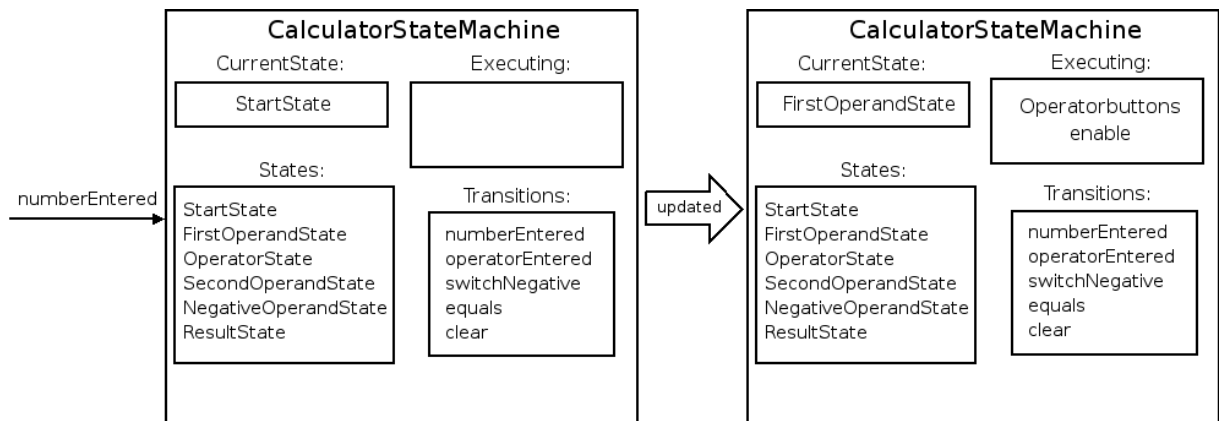 numberEntered
CalculatorStateMachine
CurrentState:
StartState
Executing:
States:
StartState
FirstOperandState
OperatorState
SecondOperandState
NegativeOperandState
ResultState
Transitions:
numberEntered
operatorEntered
switchNegative
equals
clear
updated
CalculatorStateMachine
CurrentState:
FirstOperandState
Executing:
Operatorbuttons
enable
States:
StartState
FirstOperandState
OperatorState
SecondOperandState
NegativeOperandState
ResultState
Transitions:
numberEntered
operatorEntered
switchNegative
equals
clear